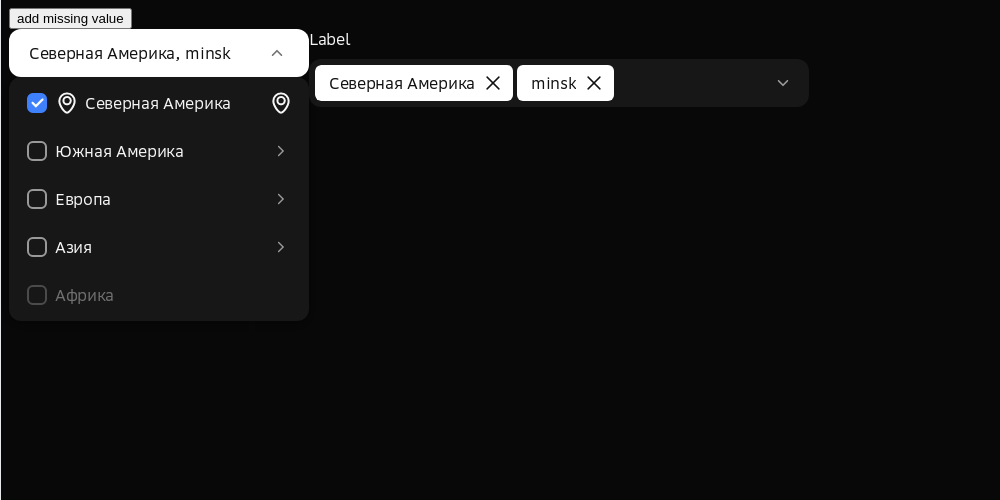 add missing value
Северная Америка, minsk
Label
Северная Америка
minsk
Северная Америка
Южная Америка
Европа
Азия
Африка